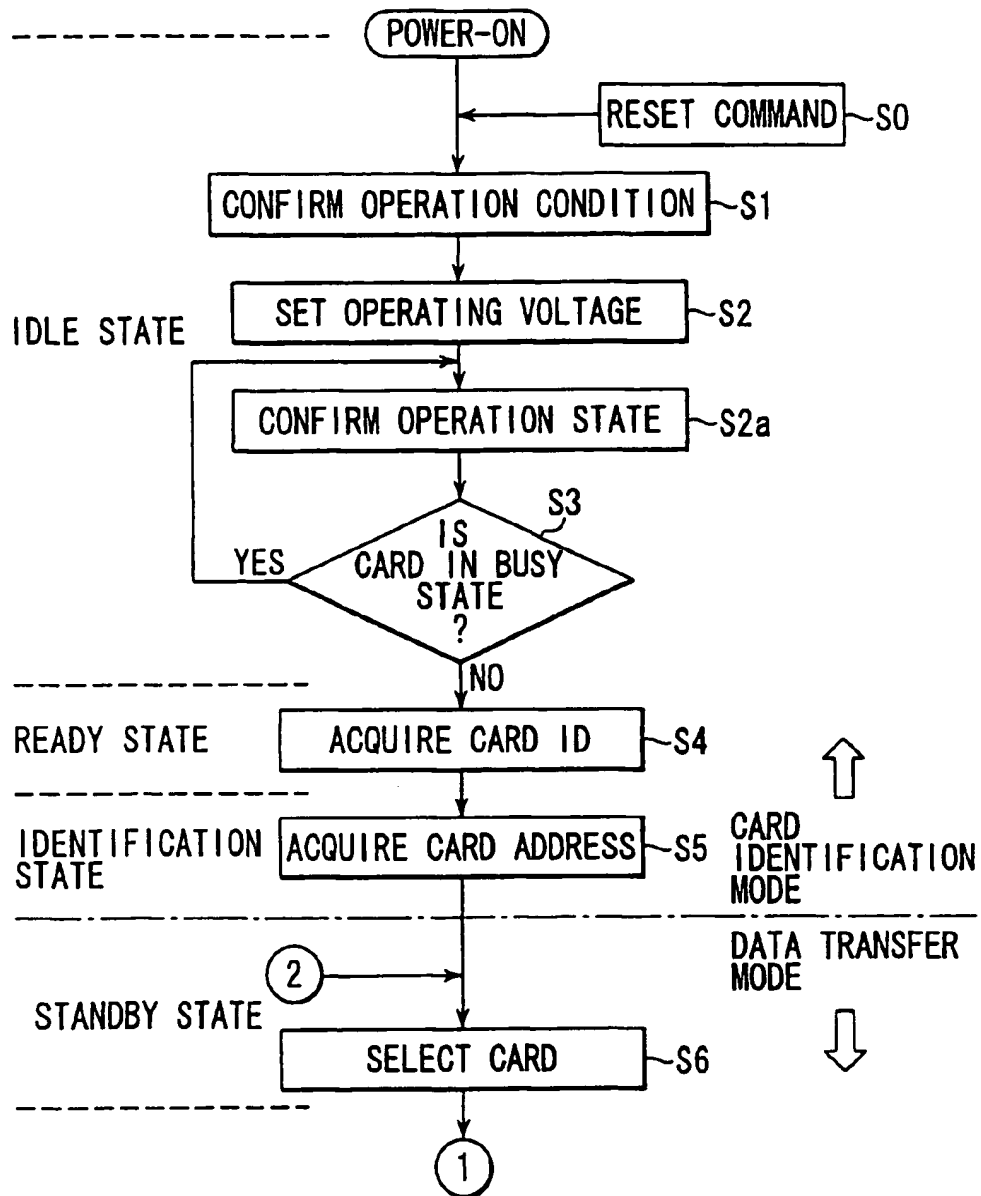 POWER-ON
RESET COMMAND
S0
CONFIRM OPERATION CONDITION
S1
SET OPERATING VOLTAGE
S2
IDLE STATE
CONFIRM OPERATION STATE
S2a
S3
IS
CARD IN BUSY
STATE
?
YES
NO
READY STATE
ACQUIRE CARD ID
S4
IDENTIFICATION
STATE
ACQUIRE CARD ADDRESS
S5
CARD
IDENTIFICATION
MODE
DATA TRANSFER
MODE
2
STANDBY STATE
SELECT CARD
S6
1